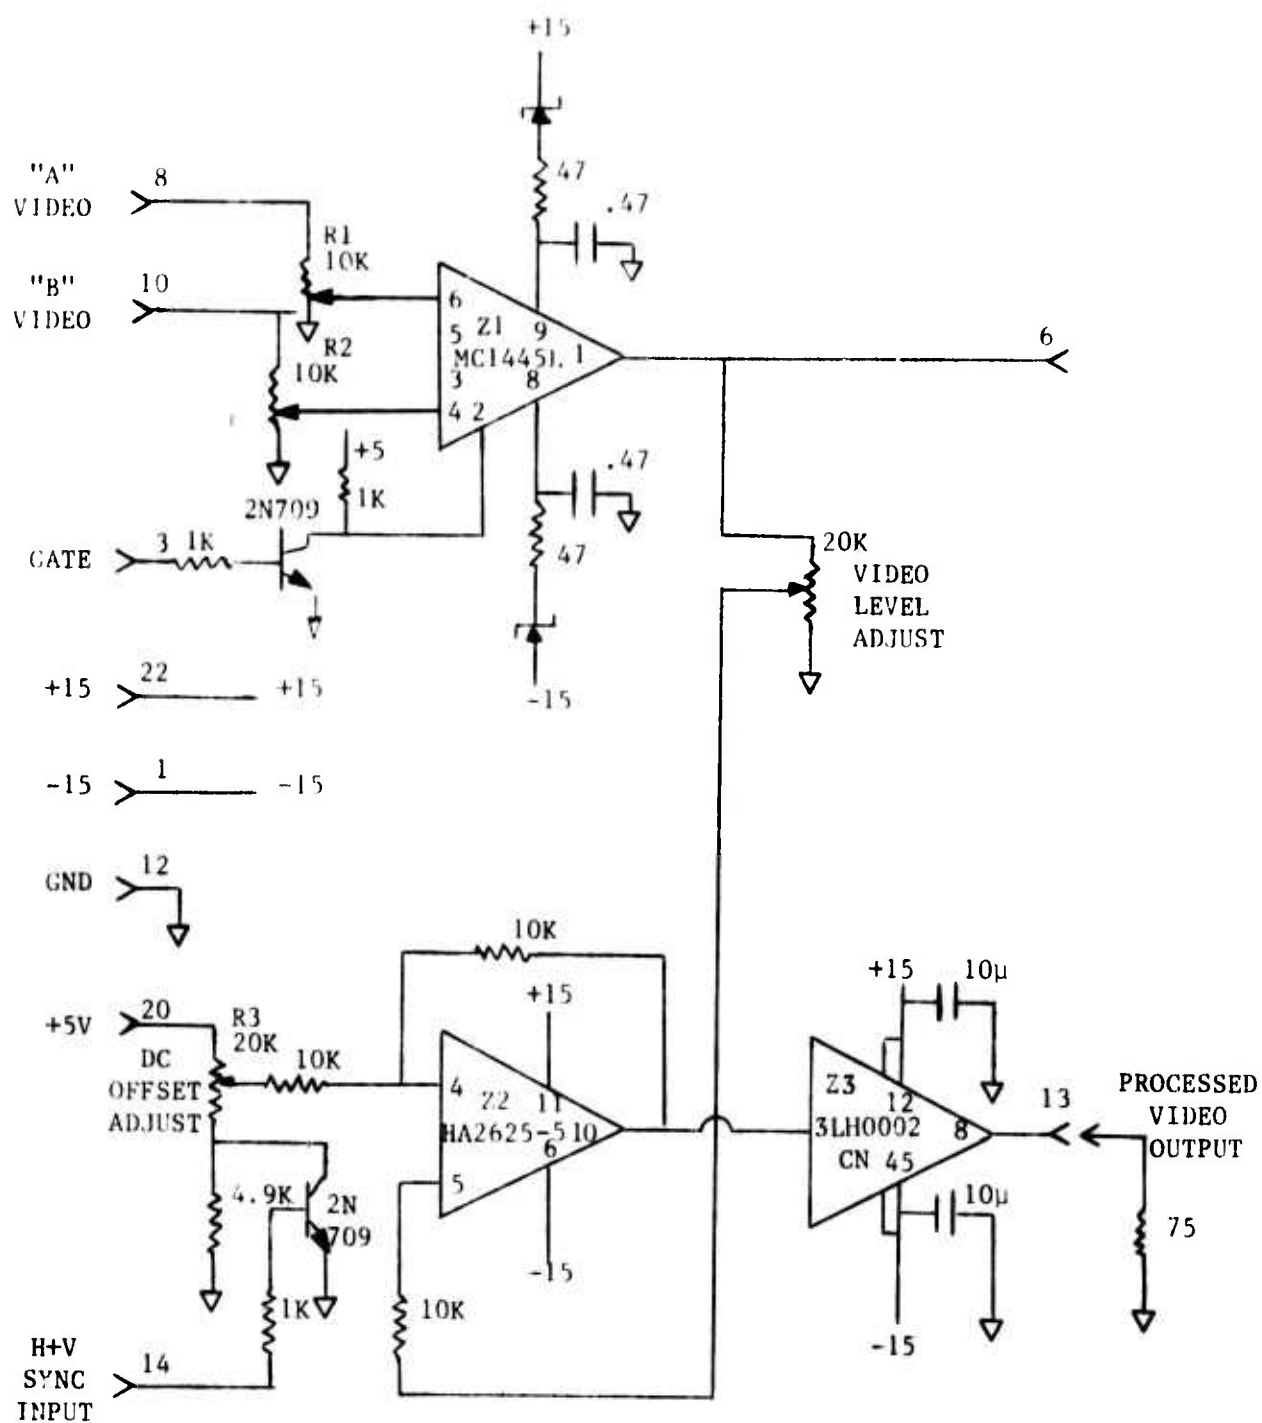 +15
47
.47
"A"
VIDEO
8
R1
10K
"B"
VIDEO
10
R2
10K
6
5
Z1
9
MC1445L
1
3
8
4
2
6
+5
1K
.47
47
-15
2N709
GATE
3
1K
20K
VIDEO
LEVEL
ADJUST
+15
22
+15
-15
1
-15
GND
12
10K
+15
+5V
20
R3
20K
10K
DC
OFFSET
ADJUST
4
Z2
11
HA2625-5
10
6
5
-15
+15
10µ
Z3
12
3LH0002
8
CN
45
13
PROCESSED
VIDEO
OUTPUT
10µ
75
-15
4.9K
2N
709
1K
10K
H+V
SYNC
INPUT
14